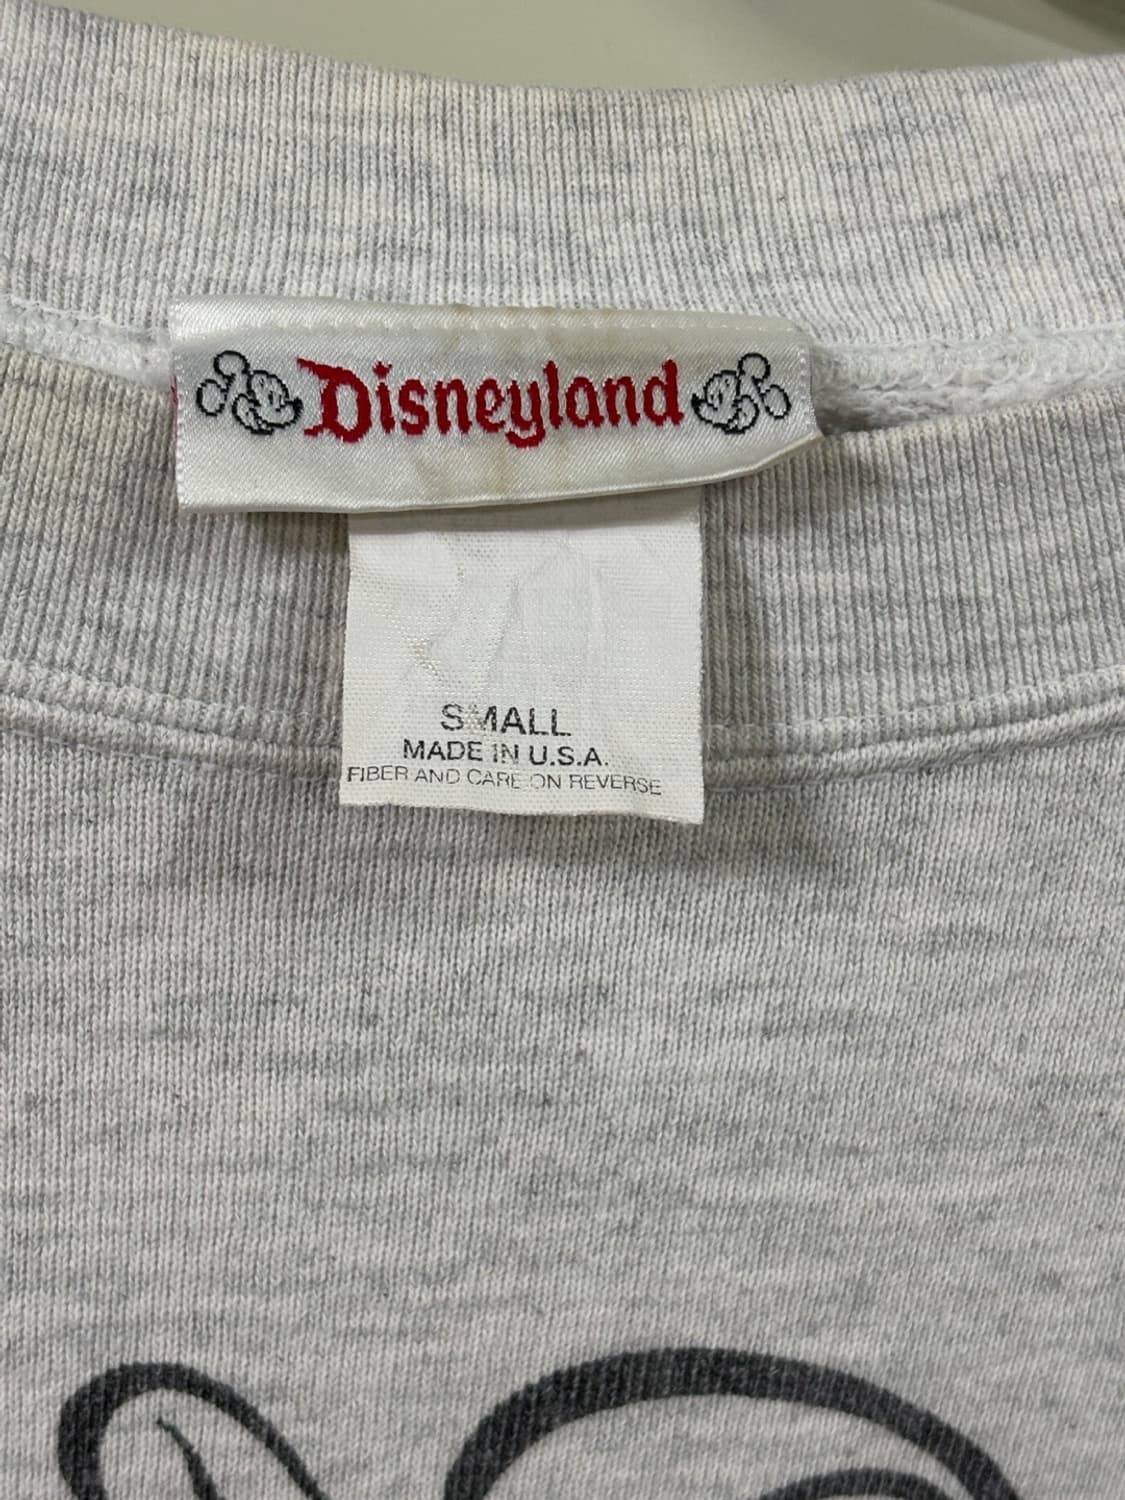 Disneyland
SMALL
MADE IN U.S.A.
FIBER AND CARE ON REVERSE